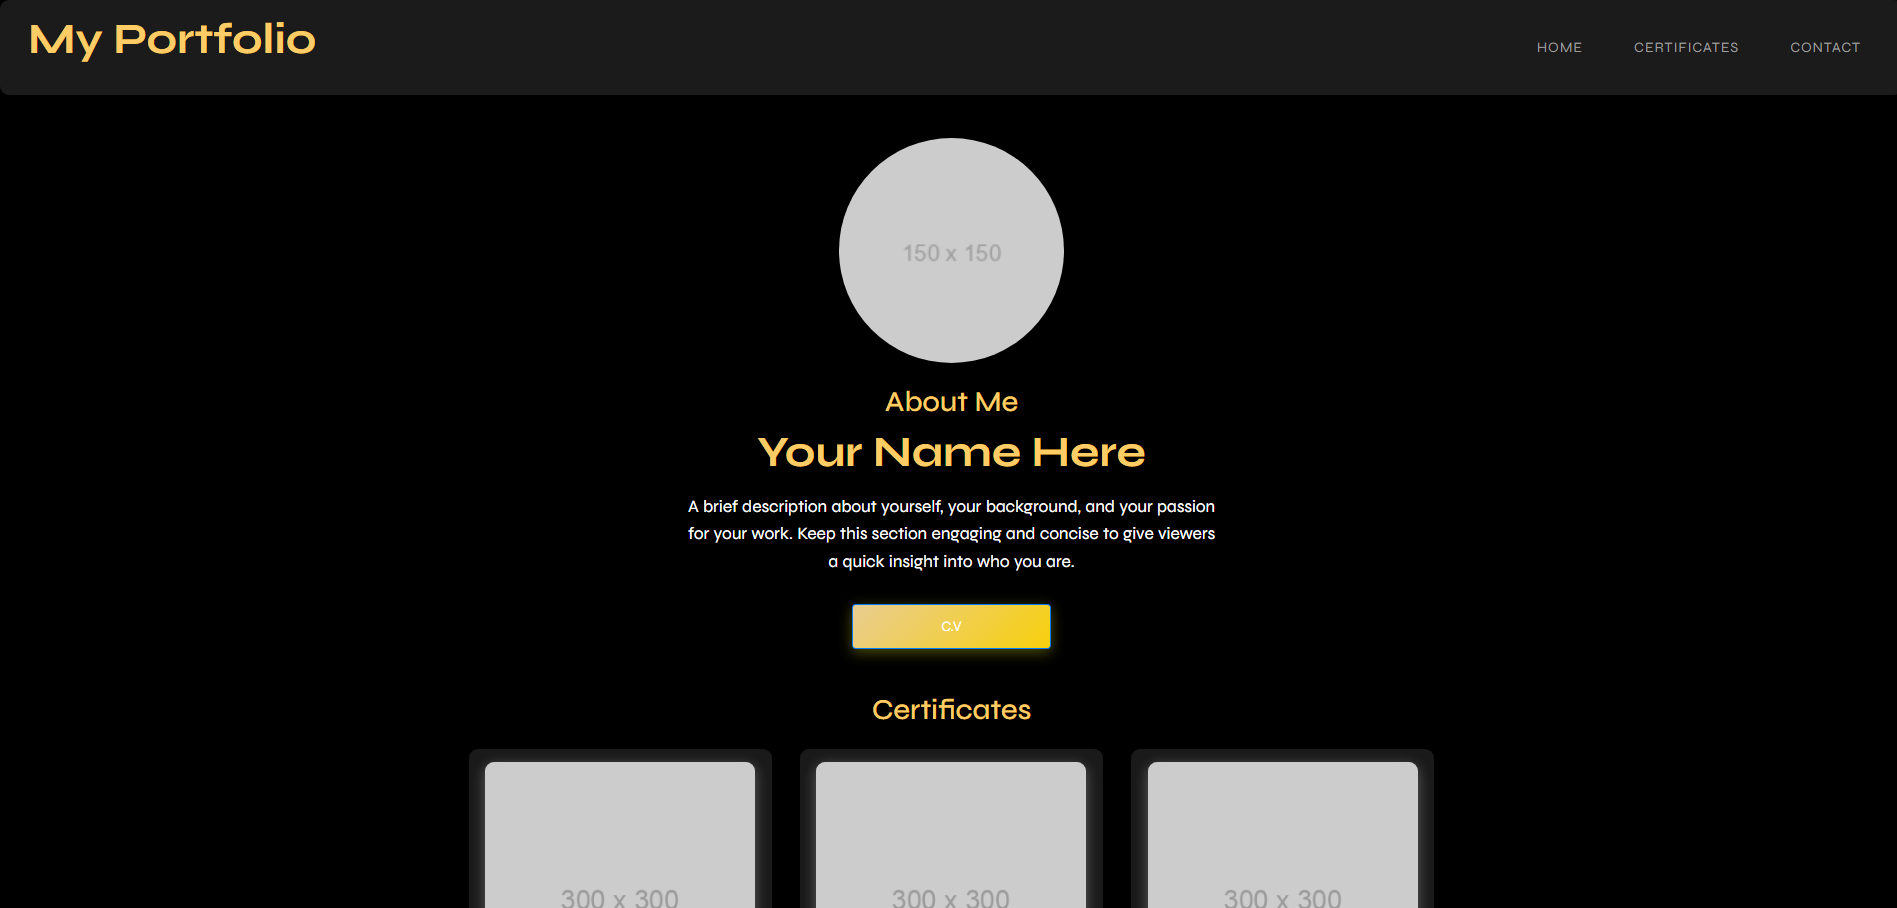 My Portfolio
HOME
CERTIFICATES
CONTACT
150 x 150
About Me
Your Name Here
A brief description about yourself, your background, and your passion
for your work. Keep this section engaging and concise to give viewers
a quick insight into who you are.
C.V
Certificates
300 x 300
300 x 300
300 x 300